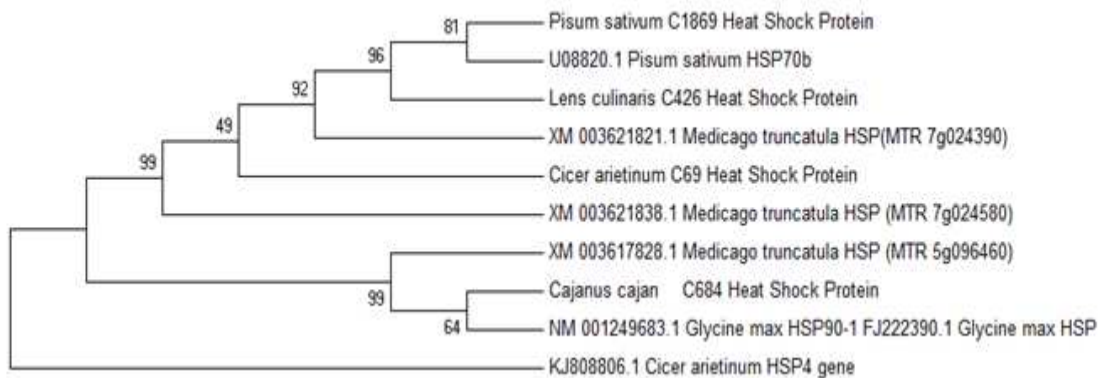 81
Pisum sativum C1869 Heat Shock Protein
96
U08820.1 Pisum sativum HSP70b
92
Lens culinaris C426 Heat Shock Protein
49
XM 003621821.1 Medicago truncatula HSP(MTR 7g024390)
99
Cicer arietinum C69 Heat Shock Protein
XM 003621838.1 Medicago truncatula HSP (MTR 7g024580)
XM 003617828.1 Medicago truncatula HSP (MTR 5g096460)
99
Cajanus cajan C684 Heat Shock Protein
64
NM 001249683.1 Glycine max HSP90-1 FJ222390.1 Glycine max HSP
KJ808806.1 Cicer arietinum HSP4 gene